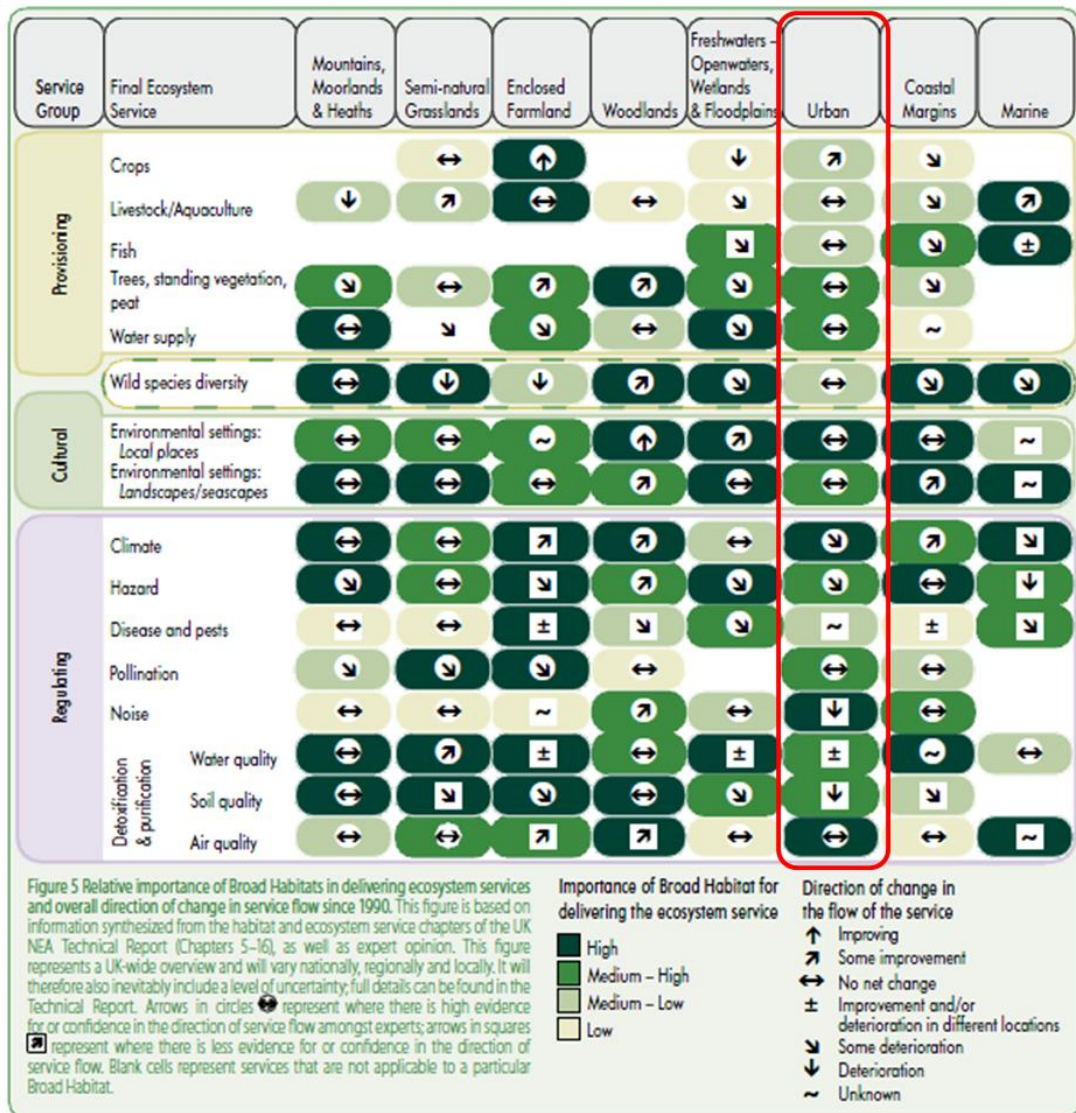 Service Group
Final Ecosystem Service
Mountains, Moorlands & Heaths
Semi-natural Grasslands
Enclosed Farmland
Woodlands
Freshwaters – Openwaters, Wetlands & Floodplains
Urban
Coastal Margins
Marine
Provisioning
Crops
Livestock/Aquaculture
Fish
Trees, standing vegetation,
peat
Water supply
Wild species diversity
Cultural
Environmental settings:
Local places
Environmental settings:
Landscapes/seascapes
Regulating
Climate
Hazard
Disease and pests
Pollination
Noise
Detoxification
& purification
Water quality
Soil quality
Air quality
Figure 5 Relative importance of Broad Habitats in delivering ecosystem services
and overall direction of change in service flow since 1990. This figure is based on
information synthesized from the habitat and ecosystem service chapters of the UK
NEA Technical Report (Chapters 5–16), as well as expert opinion. This figure
represents a UK-wide overview and will vary nationally, regionally and locally. It will
therefore also inevitably include a level of uncertainty; full details can be found in the
Technical Report. Arrows in circles ↔ represent where there is high evidence
for or confidence in the direction of service flow amongst experts; arrows in squares
↗ represent where there is less evidence for or confidence in the direction of
service flow. Blank cells represent services that are not applicable to a particular
Broad Habitat.
Importance of Broad Habitat for
delivering the ecosystem service
High
Medium – High
Medium – Low
Low
Direction of change in
the flow of the service
↑ Improving
↗ Some improvement
↔ No net change
± Improvement and/or
deterioration in different locations
↘ Some deterioration
↓ Deterioration
~ Unknown